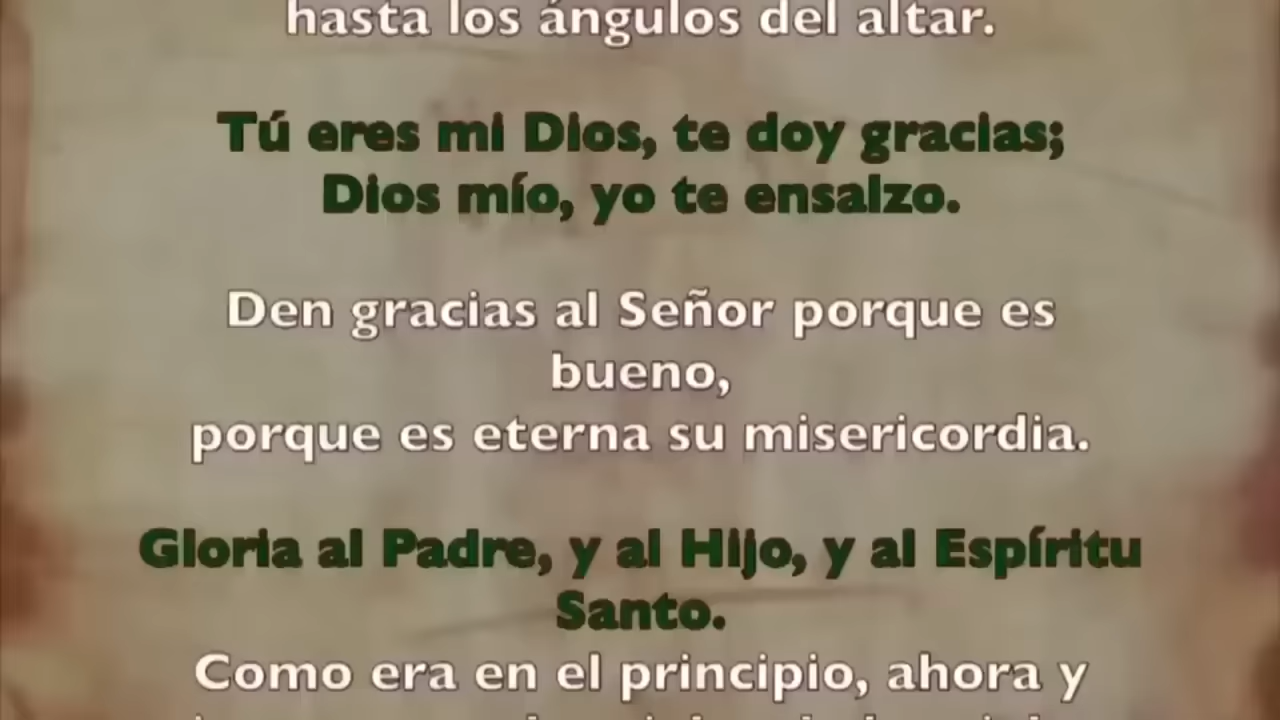 hasta los ángulos del altar.
Tú eres mi Dios, te doy gracias;
Dios mío, yo te ensalzo.
Den gracias al Señor porque es
bueno,
porque es eterna su misericordia.
Gloria al Padre, y al Hijo, y al Espíritu
Santo.
Como era en el principio, ahora y